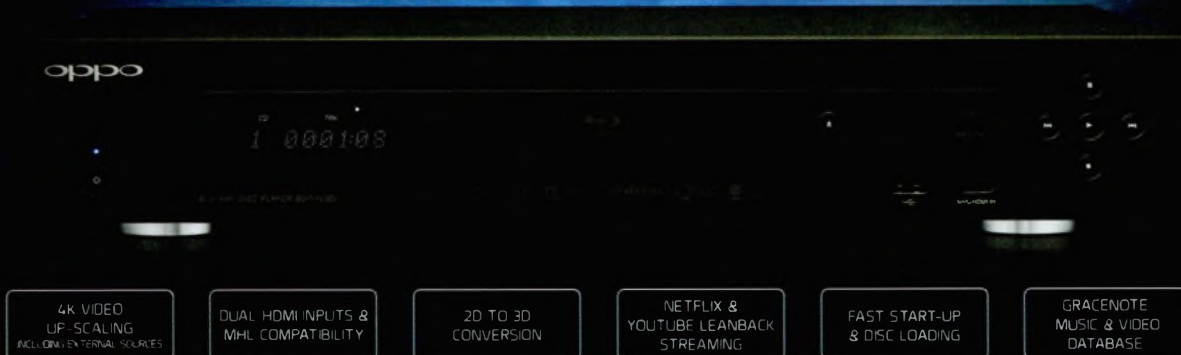 oppo
1 0001:08
4K VIDEO
UP-SCALING
INCLUDING EXTERNAL SOURCES
DUAL HDMI INPUTS &
MHL COMPATIBILITY
2D TO 3D
CONVERSION
NETFLIX &
YOUTUBE LEANBACK
STREAMING
FAST START-UP
& DISC LOADING
GRACENOTE
MUSIC & VIDEO
DATABASE